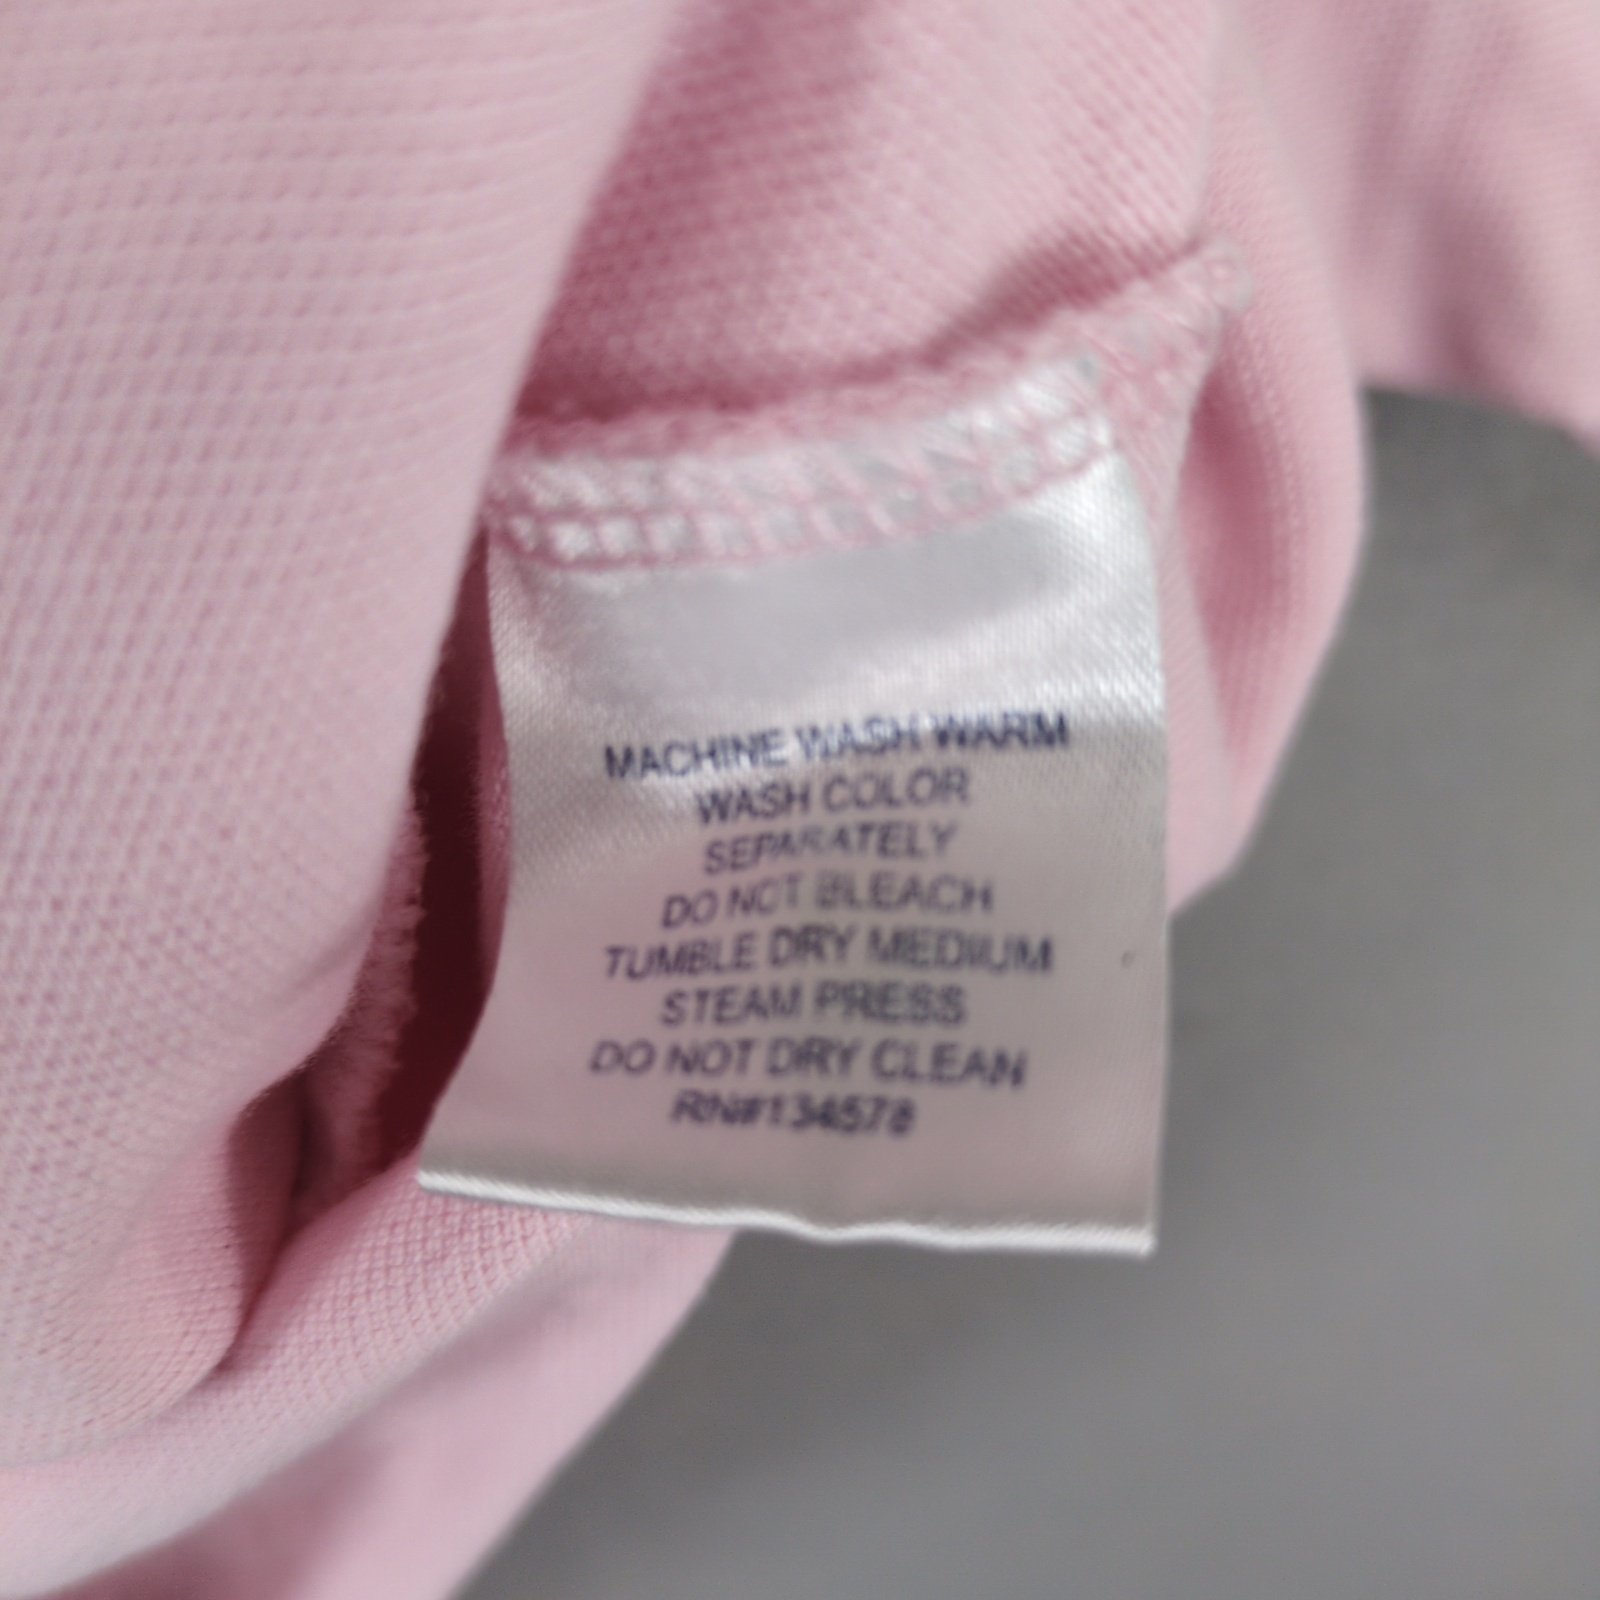 MACHINE WASH WARM
WASH COLOR
SEPARATELY
DO NOT BLEACH
TUMBLE DRY MEDIUM
STEAM PRESS
DO NOT DRY CLEAN
RN#134578